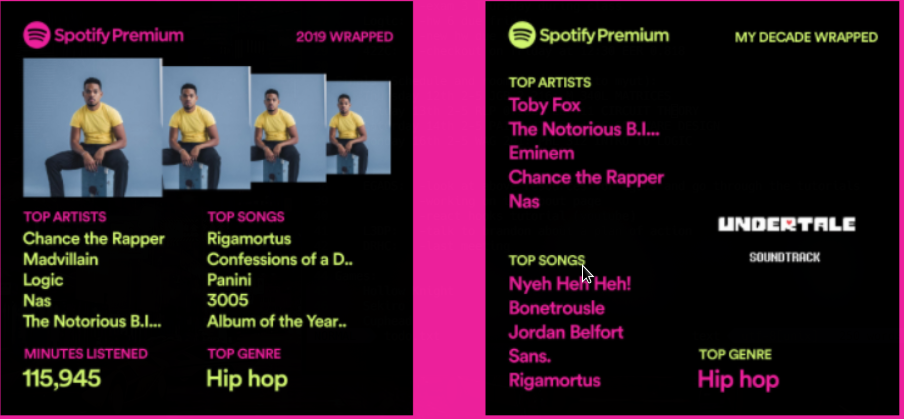 Spotify Premium
2019 WRAPPED
TOP ARTISTS
Chance the Rapper
Madvillain
Logic
Nas
The Notorious B.I...
TOP SONGS
Rigamortus
Confessions of a D..
Panini
3005
Album of the Year..
MINUTES LISTENED
115,945
TOP GENRE
Hip hop
Spotify Premium
MY DECADE WRAPPED
TOP ARTISTS
Toby Fox
The Notorious B.I...
Eminem
Chance the Rapper
Nas
UNDERTALE
SOUNDTRACK
TOP SONGS
Nyeh Heh Heh!
Bonetrousle
Jordan Belfort
Sans.
Rigamortus
TOP GENRE
Hip hop